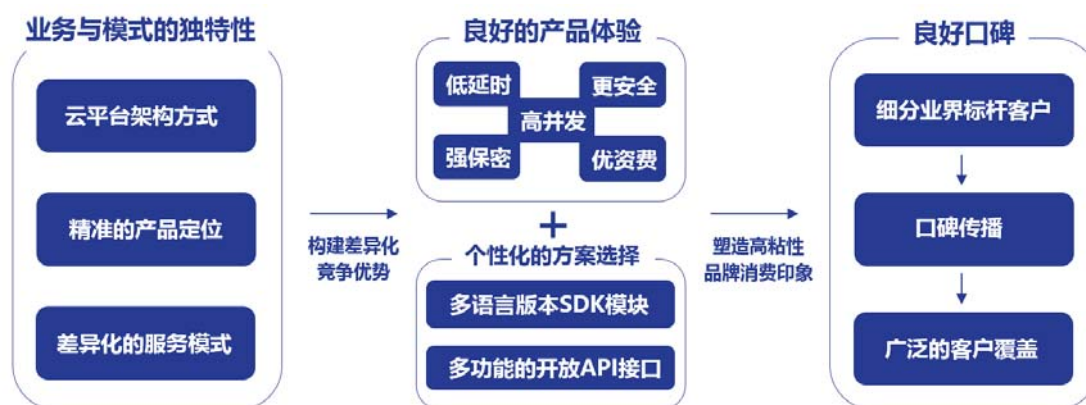 业务与模式的独特性
云平台架构方式
精准的产品定位
差异化的服务模式
构建差异化
竞争优势
良好的产品体验
低延时
更安全
高并发
强保密
优资费
+
个性化的方案选择
多语言版本SDK模块
多功能的开放API接口
塑造高粘性
品牌消费印象
良好口碑
细分业界标杆客户
口碑传播
广泛的客户覆盖